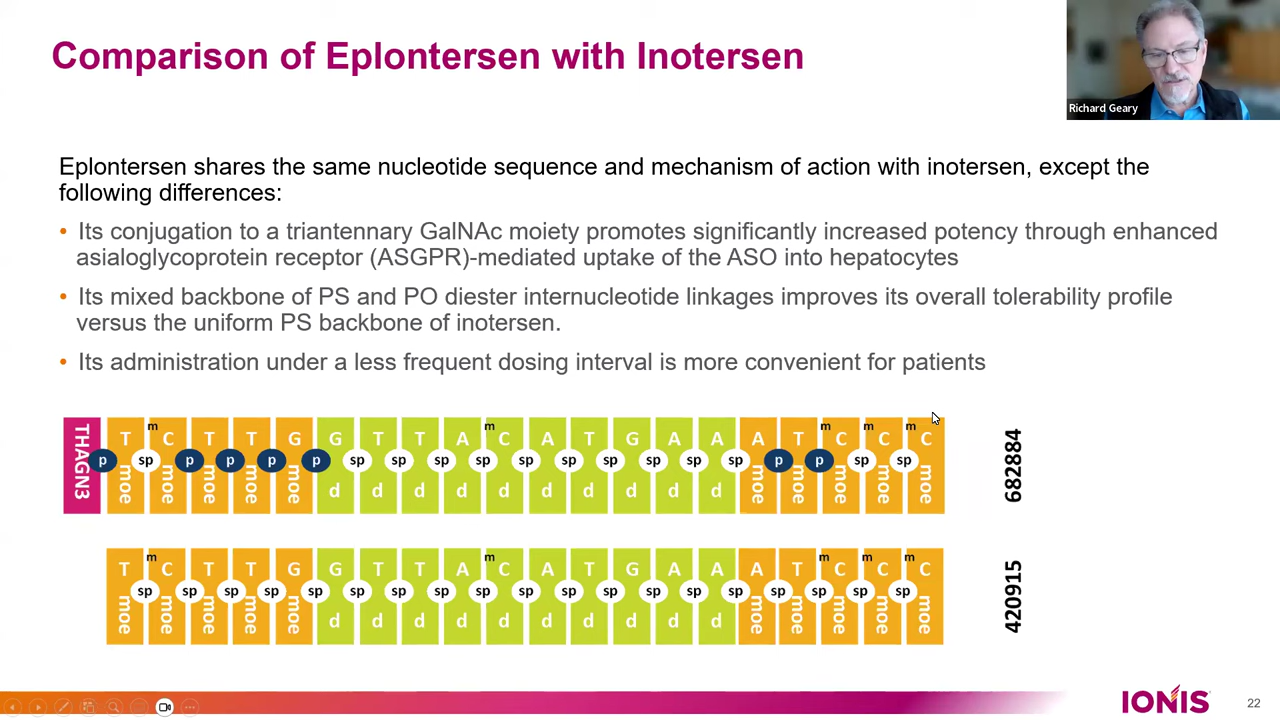 Comparison of Eplontersen with Inotersen
Richard Geary
Eplontersen shares the same nucleotide sequence and mechanism of action with inotersen, except the
following differences:
• Its conjugation to a triantennary GalNAc moiety promotes significantly increased potency through enhanced
asialoglycoprotein receptor (ASGPR)-mediated uptake of the ASO into hepatocytes
• Its mixed backbone of PS and PO diester internucleotide linkages improves its overall tolerability profile
versus the uniform PS backbone of inotersen.
• Its administration under a less frequent dosing interval is more convenient for patients
m m m m m
THAGN3 T C T T G G T T A C A T G A A A T C C C
p sp p p p p sp sp sp sp sp sp sp sp sp sp p p sp sp
moe moe moe moe moe d d d d d d d d d d moe moe moe moe moe
682884
m m m m m
T C T T G G T T A C A T G A A A T C C C
sp sp sp sp sp sp sp sp sp sp sp sp sp sp sp sp sp sp sp
moe moe moe moe moe d d d d d d d d d d moe moe moe moe moe
420915
IONIS
22